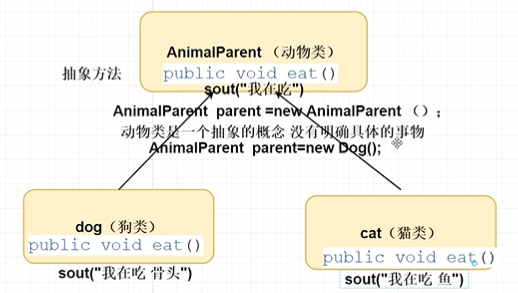 AnimalParent （动物类）
抽象方法
public void eat()
sout("我在吃")
AnimalParent parent =new AnimalParent （）;
动物类是一个抽象的概念 没有明确具体的事物
AnimalParent parent=new Dog();
dog（狗类）
public void eat()
sout("我在吃 骨头")
cat（猫类）
public void eat()
sout("我在吃 鱼")